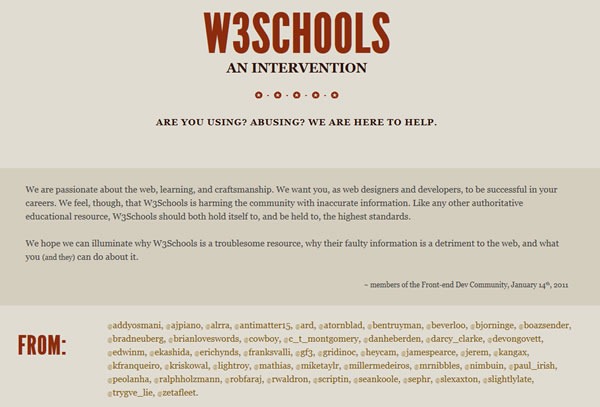 W3SCHOOLS
AN INTERVENTION
ARE YOU USING? ABUSING? WE ARE HERE TO HELP.
We are passionate about the web, learning, and craftsmanship. We want you, as web designers and developers, to be successful in your
careers. We feel, though, that W3Schools is harming the community with inaccurate information. Like any other authoritative
educational resource, W3Schools should both hold itself to, and be held to, the highest standards.
We hope we can illuminate why W3Schools is a troublesome resource, why their faulty information is a detriment to the web, and what
you (and they) can do about it.
~ members of the Front-end Dev Community, January 14th, 2011
FROM:
@addyosmani, @ajpiano, @alrra, @antimatter15, @ard, @atornblad, @bentruyman, @beverloo, @bjorninge, @boazsender,
@bradneuberg, @brianloveswords, @cowboy, @c_t_montgomery, @danheberden, @darcy_clarke, @devongovett,
@edwinm, @ekashida, @erichynds, @franksvalli, @gf3, @gridinoc, @heycam, @jamespearce, @jerem, @kangax,
@kfranqueiro, @kriskowal, @lightroy, @mathias, @miketaylr, @millermedeiros, @mrnibbles, @nimbuin, @paul_irish,
@peolanha, @ralphholzmann, @robfaraj, @rwaldron, @scriptin, @seankoole, @sephr, @slexaxton, @slightlylate,
@trygve_lie, @zetafleet.